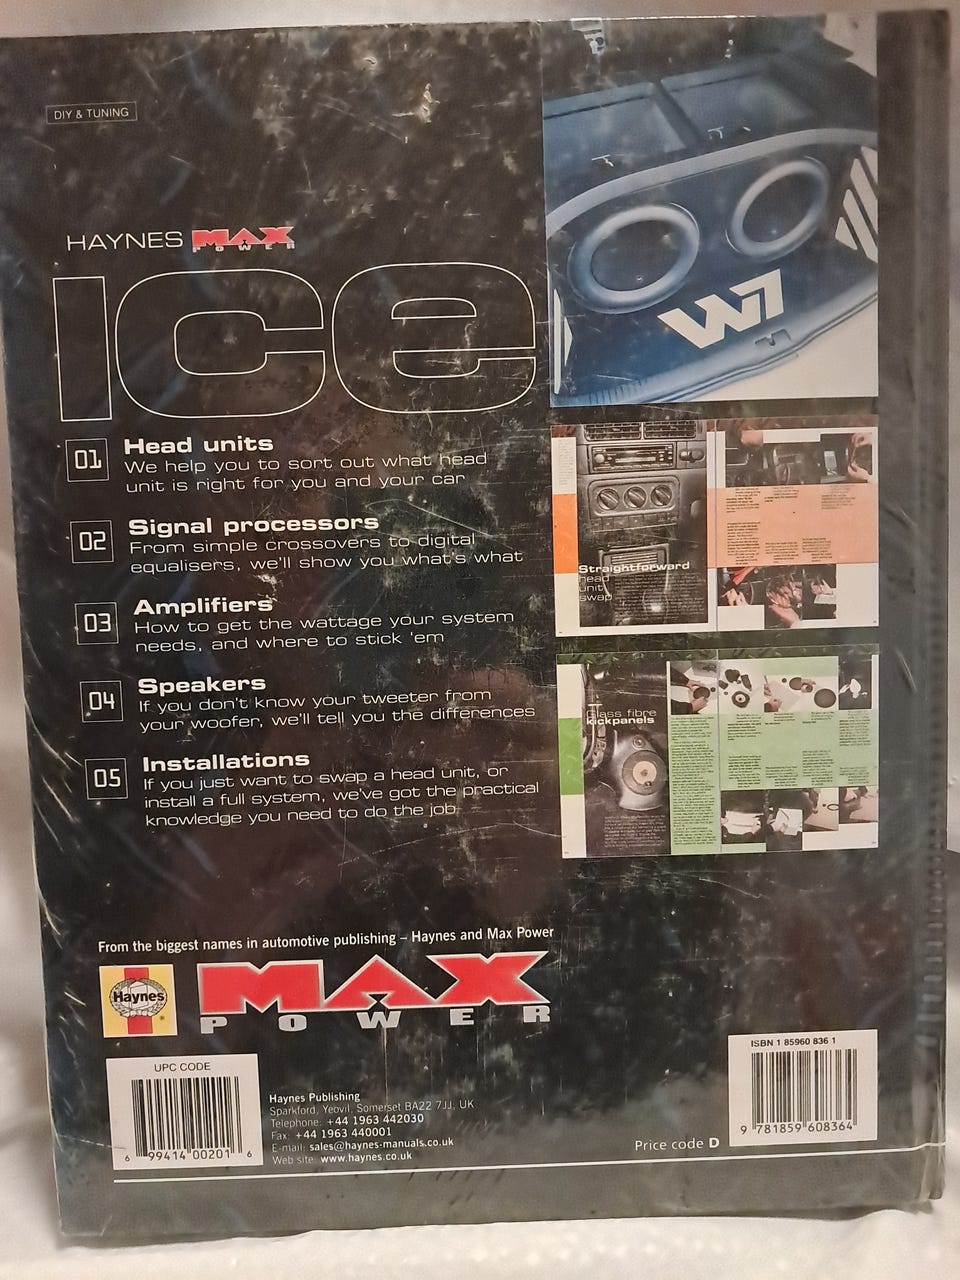 DIY & TUNING
HAYNES MAX
POWER
ice
01
Head units
We help you to sort out what head
unit is right for you and your car
02
Signal processors
From simple crossovers to digital
equalisers, we'll show you what's what
03
Amplifiers
How to get the wattage your system
needs, and where to stick 'em
04
Speakers
If you don't know your tweeter from
your woofer, we'll tell you the differences
05
Installations
If you just want to swap a head unit, or
install a full system, we've got the practical
knowledge you need to do the job
W7
Straightforward
head
unit
swap
Glass fibre
kickpanels
From the biggest names in automotive publishing – Haynes and Max Power
Haynes
MAX
POWER
UPC CODE
6 99414 00201 6
Haynes Publishing
Sparkford, Yeovil, Somerset BA22 7JJ, UK
Telephone: +44 1963 442030
Fax: +44 1963 440001
E-mail: sales@haynes-manuals.co.uk
Web site: www.haynes.co.uk
Price code D
ISBN 1 85960 836 1
9 781859 608364